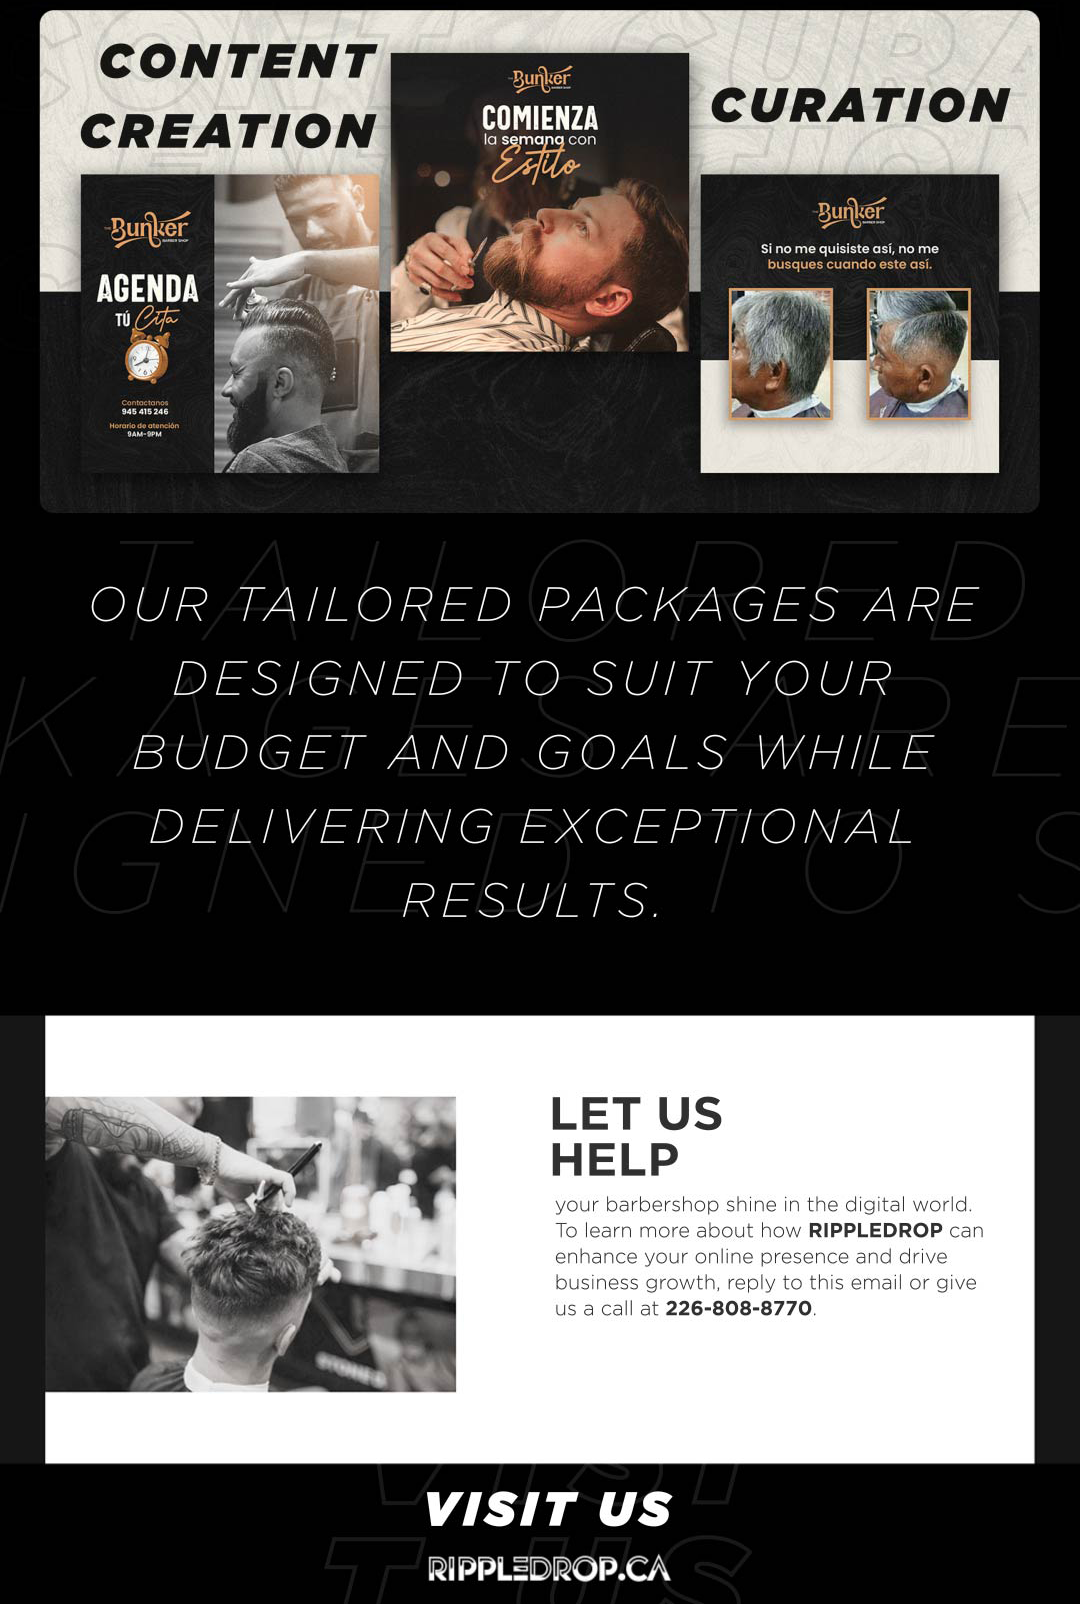 CONTENT
CREATION
THE Bunker
BARBER SHOP
AGENDA
TÚ Cita
Contactanos
945 415 246
Horario de atención
9AM-9PM
THE Bunker
BARBER SHOP
COMIENZA
la semana con
Estilo
CURATION
THE Bunker
BARBER SHOP
Si no me quisiste así, no me
busques cuando este así.
OUR TAILORED PACKAGES ARE
DESIGNED TO SUIT YOUR
BUDGET AND GOALS WHILE
DELIVERING EXCEPTIONAL
RESULTS.
LET US
HELP
your barbershop shine in the digital world.
To learn more about how RIPPLEDROP can
enhance your online presence and drive
business growth, reply to this email or give
us a call at 226-808-8770.
VISIT US
RIPPLEDROP.CA